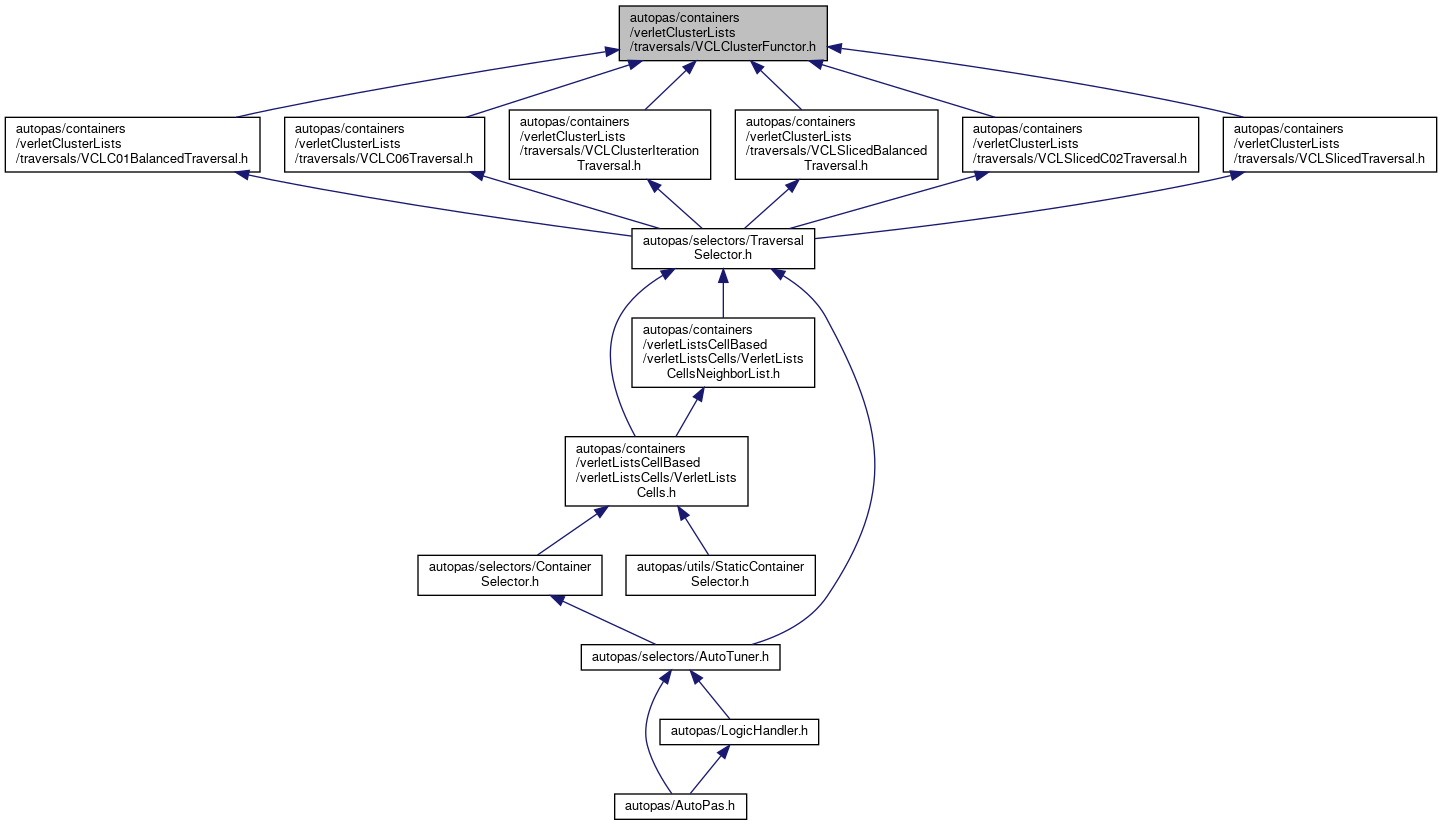 autopas/containers
/verletClusterLists
/traversals/VCLClusterFunctor.h
autopas/containers
/verletClusterLists
/traversals/VCLC01BalancedTraversal.h
autopas/containers
/verletClusterLists
/traversals/VCLC06Traversal.h
autopas/containers
/verletClusterLists
/traversals/VCLClusterIteration
Traversal.h
autopas/containers
/verletClusterLists
/traversals/VCLSlicedBalanced
Traversal.h
autopas/containers
/verletClusterLists
/traversals/VCLSlicedC02Traversal.h
autopas/containers
/verletClusterLists
/traversals/VCLSlicedTraversal.h
autopas/selectors/Traversal
Selector.h
autopas/containers
/verletListsCellBased
/verletListsCells/VerletLists
CellsNeighborList.h
autopas/containers
/verletListsCellBased
/verletListsCells/VerletLists
Cells.h
autopas/selectors/Container
Selector.h
autopas/utils/StaticContainer
Selector.h
autopas/selectors/AutoTuner.h
autopas/LogicHandler.h
autopas/AutoPas.h